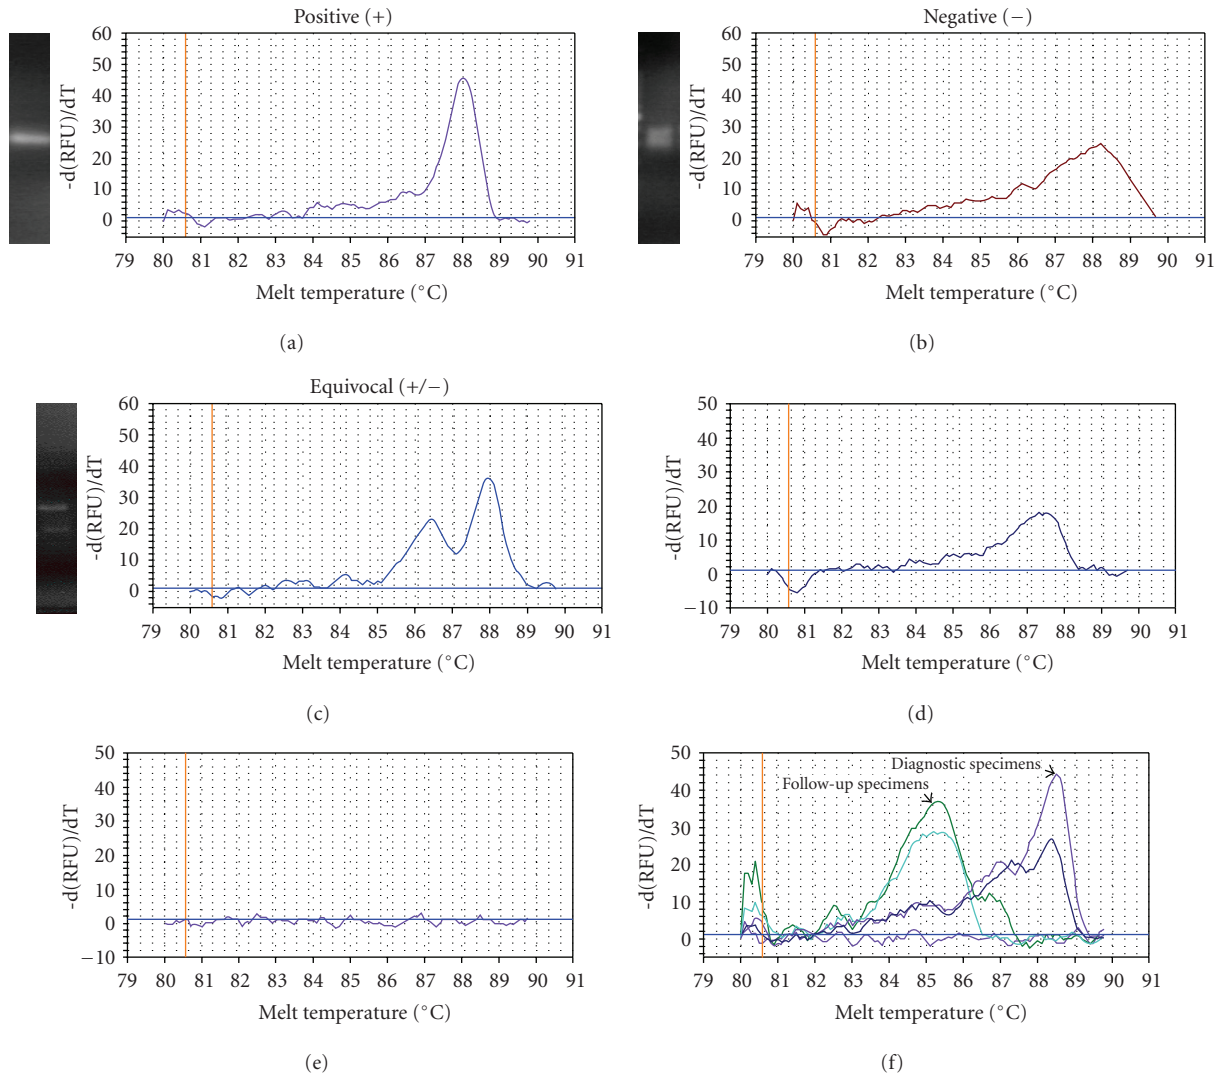 Positive (+)
60
50
40
30
20
10
0
-d(RFU)/dT
79 80 81 82 83 84 85 86 87 88 89 90 91
Melt temperature (°C)
(a)
Negative (−)
60
50
40
30
20
10
0
-d(RFU)/dT
79 80 81 82 83 84 85 86 87 88 89 90 91
Melt temperature (°C)
(b)
Equivocal (+/−)
60
50
40
30
20
10
0
-d(RFU)/dT
79 80 81 82 83 84 85 86 87 88 89 90 91
Melt temperature (°C)
(c)
50
40
30
20
10
0
−10
-d(RFU)/dT
79 80 81 82 83 84 85 86 87 88 89 90 91
Melt temperature (°C)
(d)
50
40
30
20
10
0
−10
-d(RFU)/dT
79 80 81 82 83 84 85 86 87 88 89 90 91
Melt temperature (°C)
(e)
50
40
30
20
10
0
-d(RFU)/dT
Diagnostic specimens
Follow-up specimens
79 80 81 82 83 84 85 86 87 88 89 90 91
Melt temperature (°C)
(f)